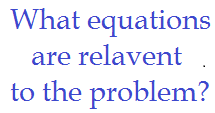 What equations
are relavent .
to the problem?